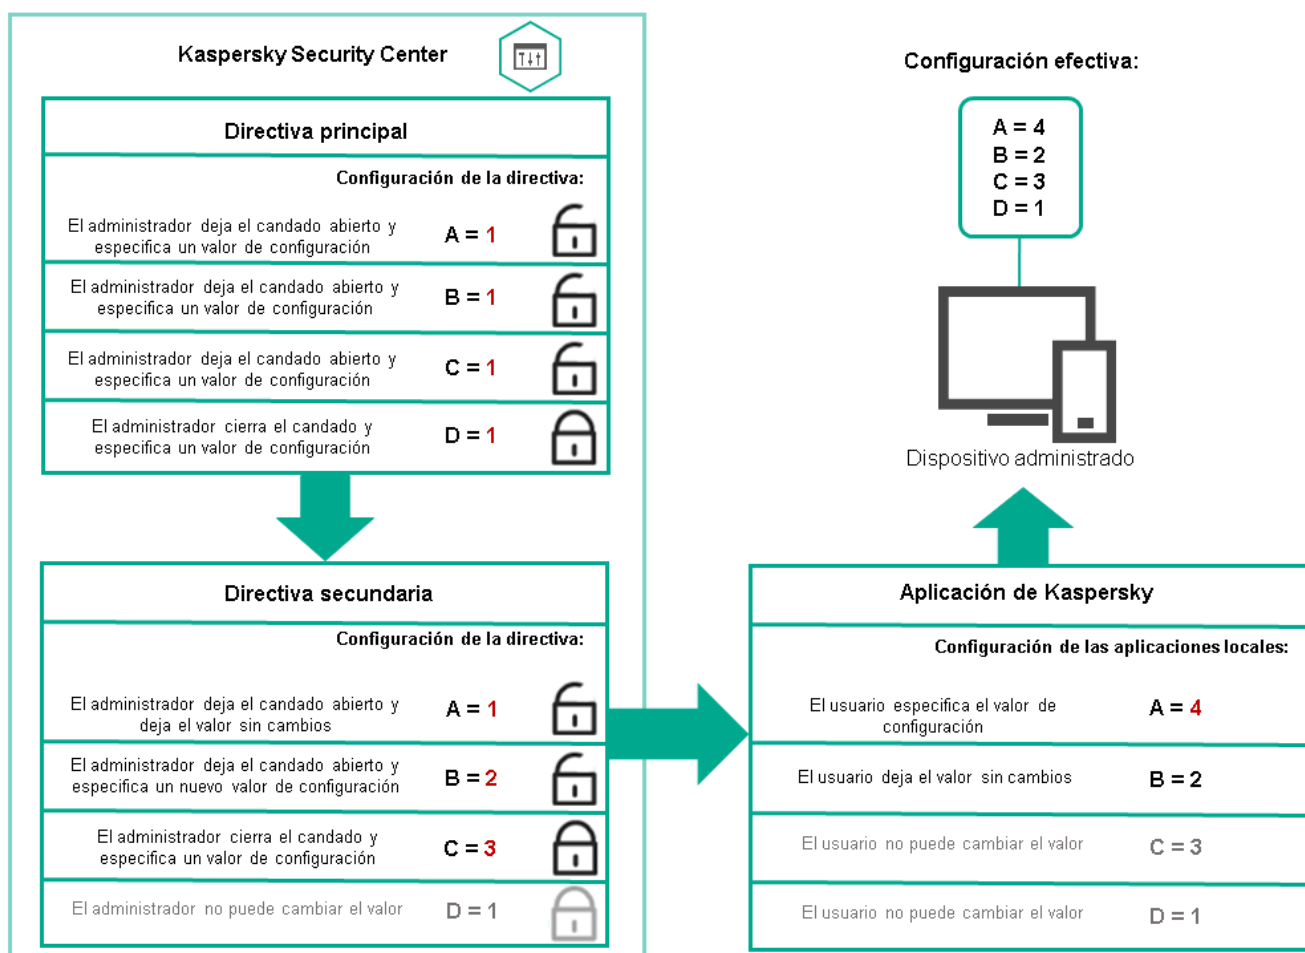 Kaspersky Security Center
Directiva principal
Configuración de la directiva:
El administrador deja el candado abierto y
especifica un valor de configuración
A = 1
El administrador deja el candado abierto y
especifica un valor de configuración
B = 1
El administrador deja el candado abierto y
especifica un valor de configuración
C = 1
El administrador cierra el candado y
especifica un valor de configuración
D = 1
Directiva secundaria
Configuración de la directiva:
El administrador deja el candado abierto y
deja el valor sin cambios
A = 1
El administrador deja el candado abierto y
especifica un nuevo valor de configuración
B = 2
El administrador cierra el candado y
especifica un valor de configuración
C = 3
El administrador no puede cambiar el valor
D = 1
Aplicación de Kaspersky
Configuración de las aplicaciones locales:
El usuario especifica el valor de
configuración
A = 4
El usuario deja el valor sin cambios
B = 2
El usuario no puede cambiar el valor
C = 3
El usuario no puede cambiar el valor
D = 1
Configuración efectiva:
A = 4
B = 2
C = 3
D = 1
Dispositivo administrado